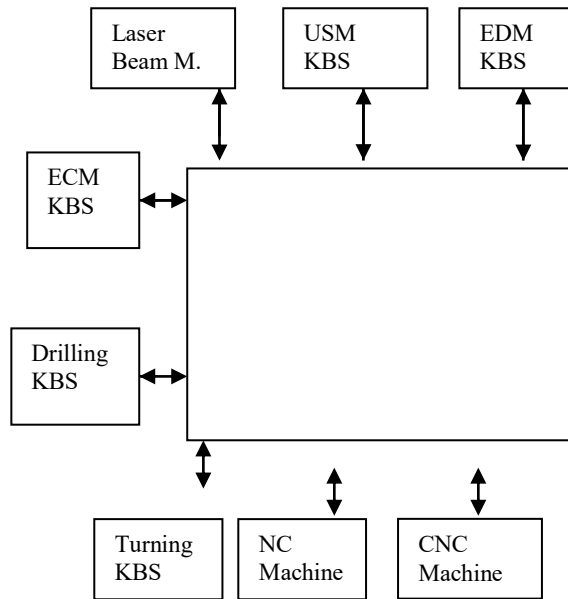 Laser
Beam M.
USM
KBS
EDM
KBS
ECM
KBS
Drilling
KBS
Turning
KBS
NC
Machine
CNC
Machine